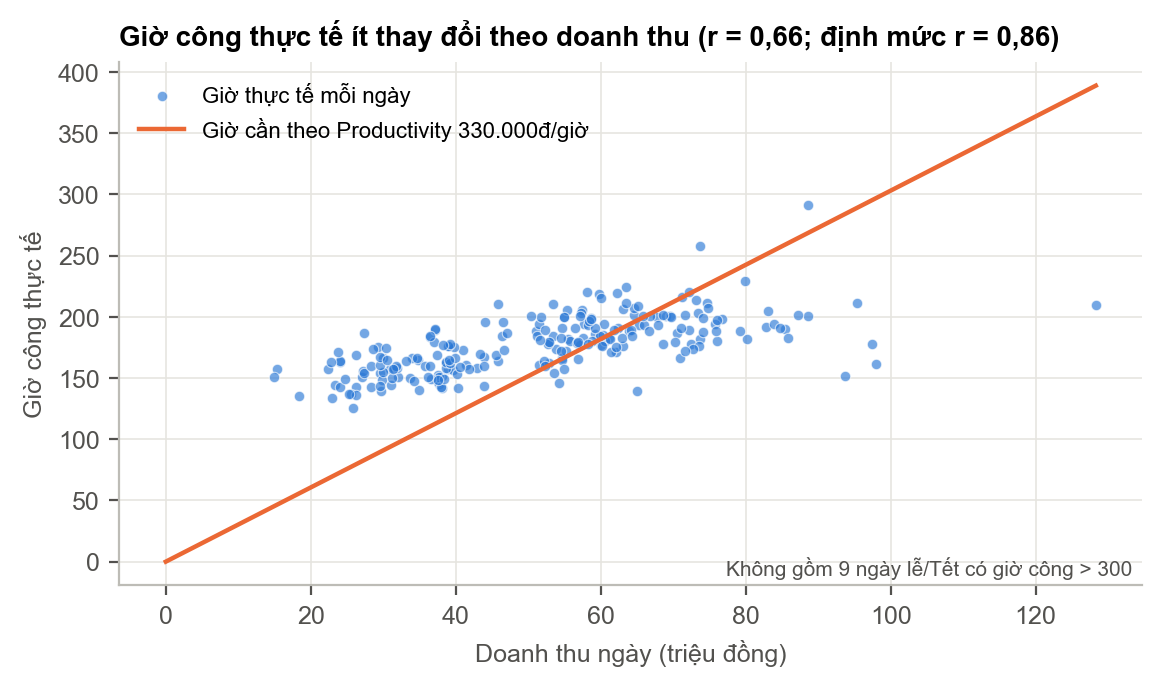 Giờ công thực tế ít thay đổi theo doanh thu (r = 0,66; định mức r = 0,86)
Giờ thực tế mỗi ngày
Giờ cần theo Productivity 330.000đ/giờ
Giờ công thực tế
400
350
300
250
200
150
100
50
0
Không gồm 9 ngày lễ/Tết có giờ công > 300
0 20 40 60 80 100 120
Doanh thu ngày (triệu đồng)